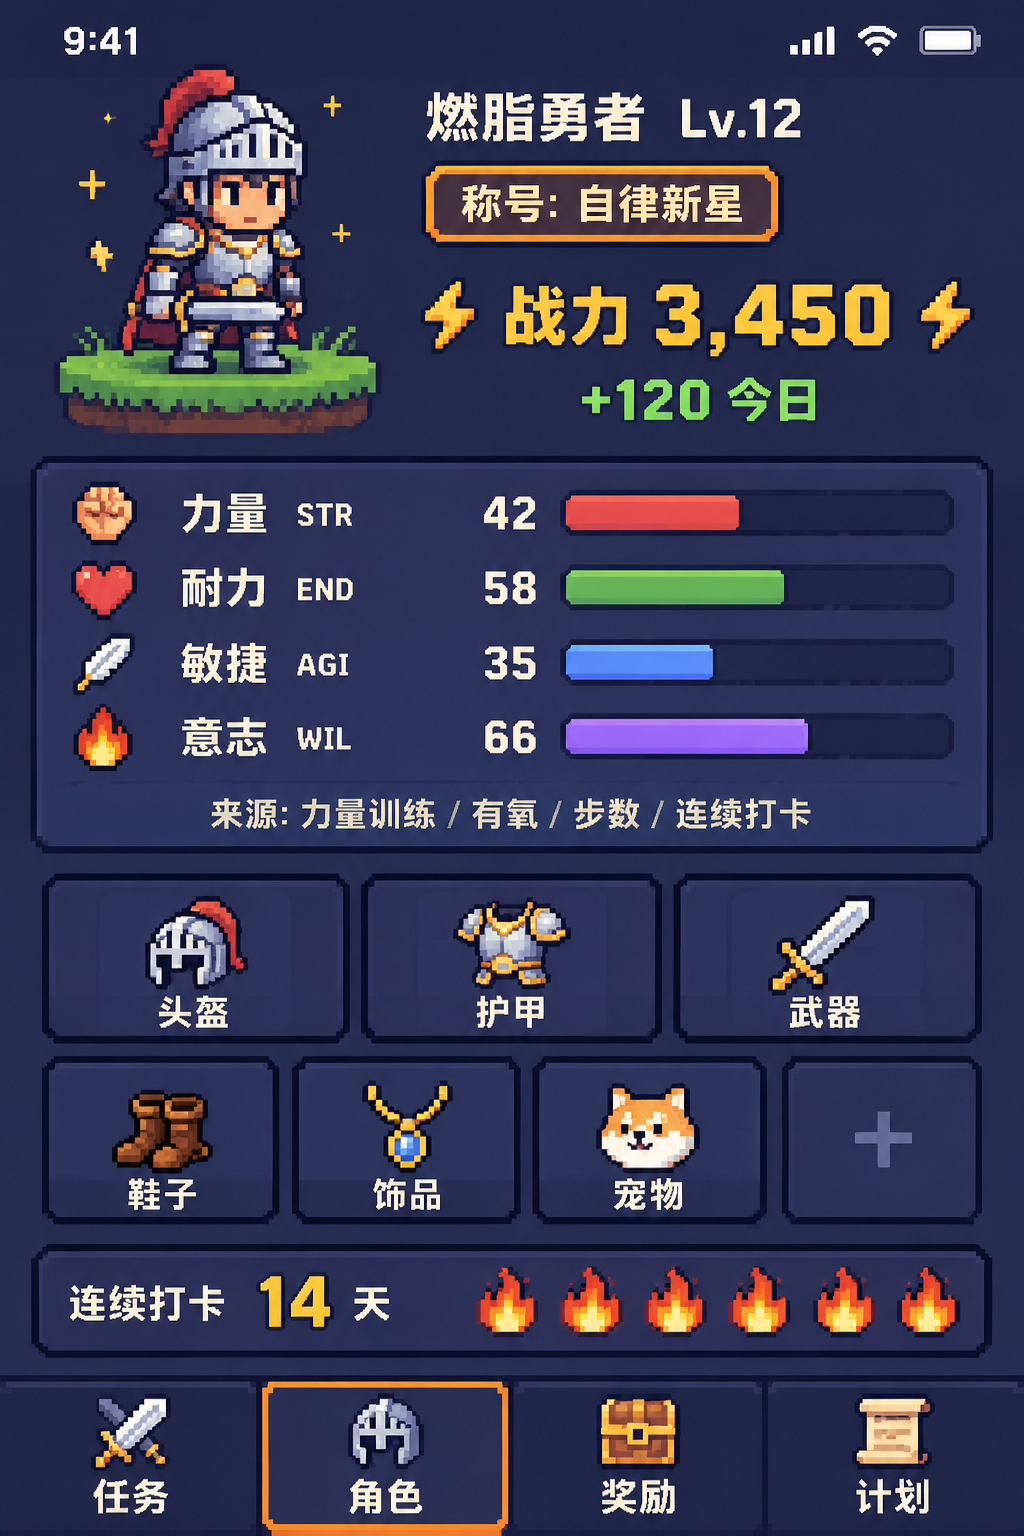 9:41
燃脂勇者 Lv.12
称号: 自律新星
战力 3,450
+120 今日
力量 STR 42
耐力 END 58
敏捷 AGI 35
意志 WIL 66
来源: 力量训练 / 有氧 / 步数 / 连续打卡
头盔 护甲 武器
鞋子 饰品 宠物 +
连续打卡 14 天
任务 角色 奖励 计划